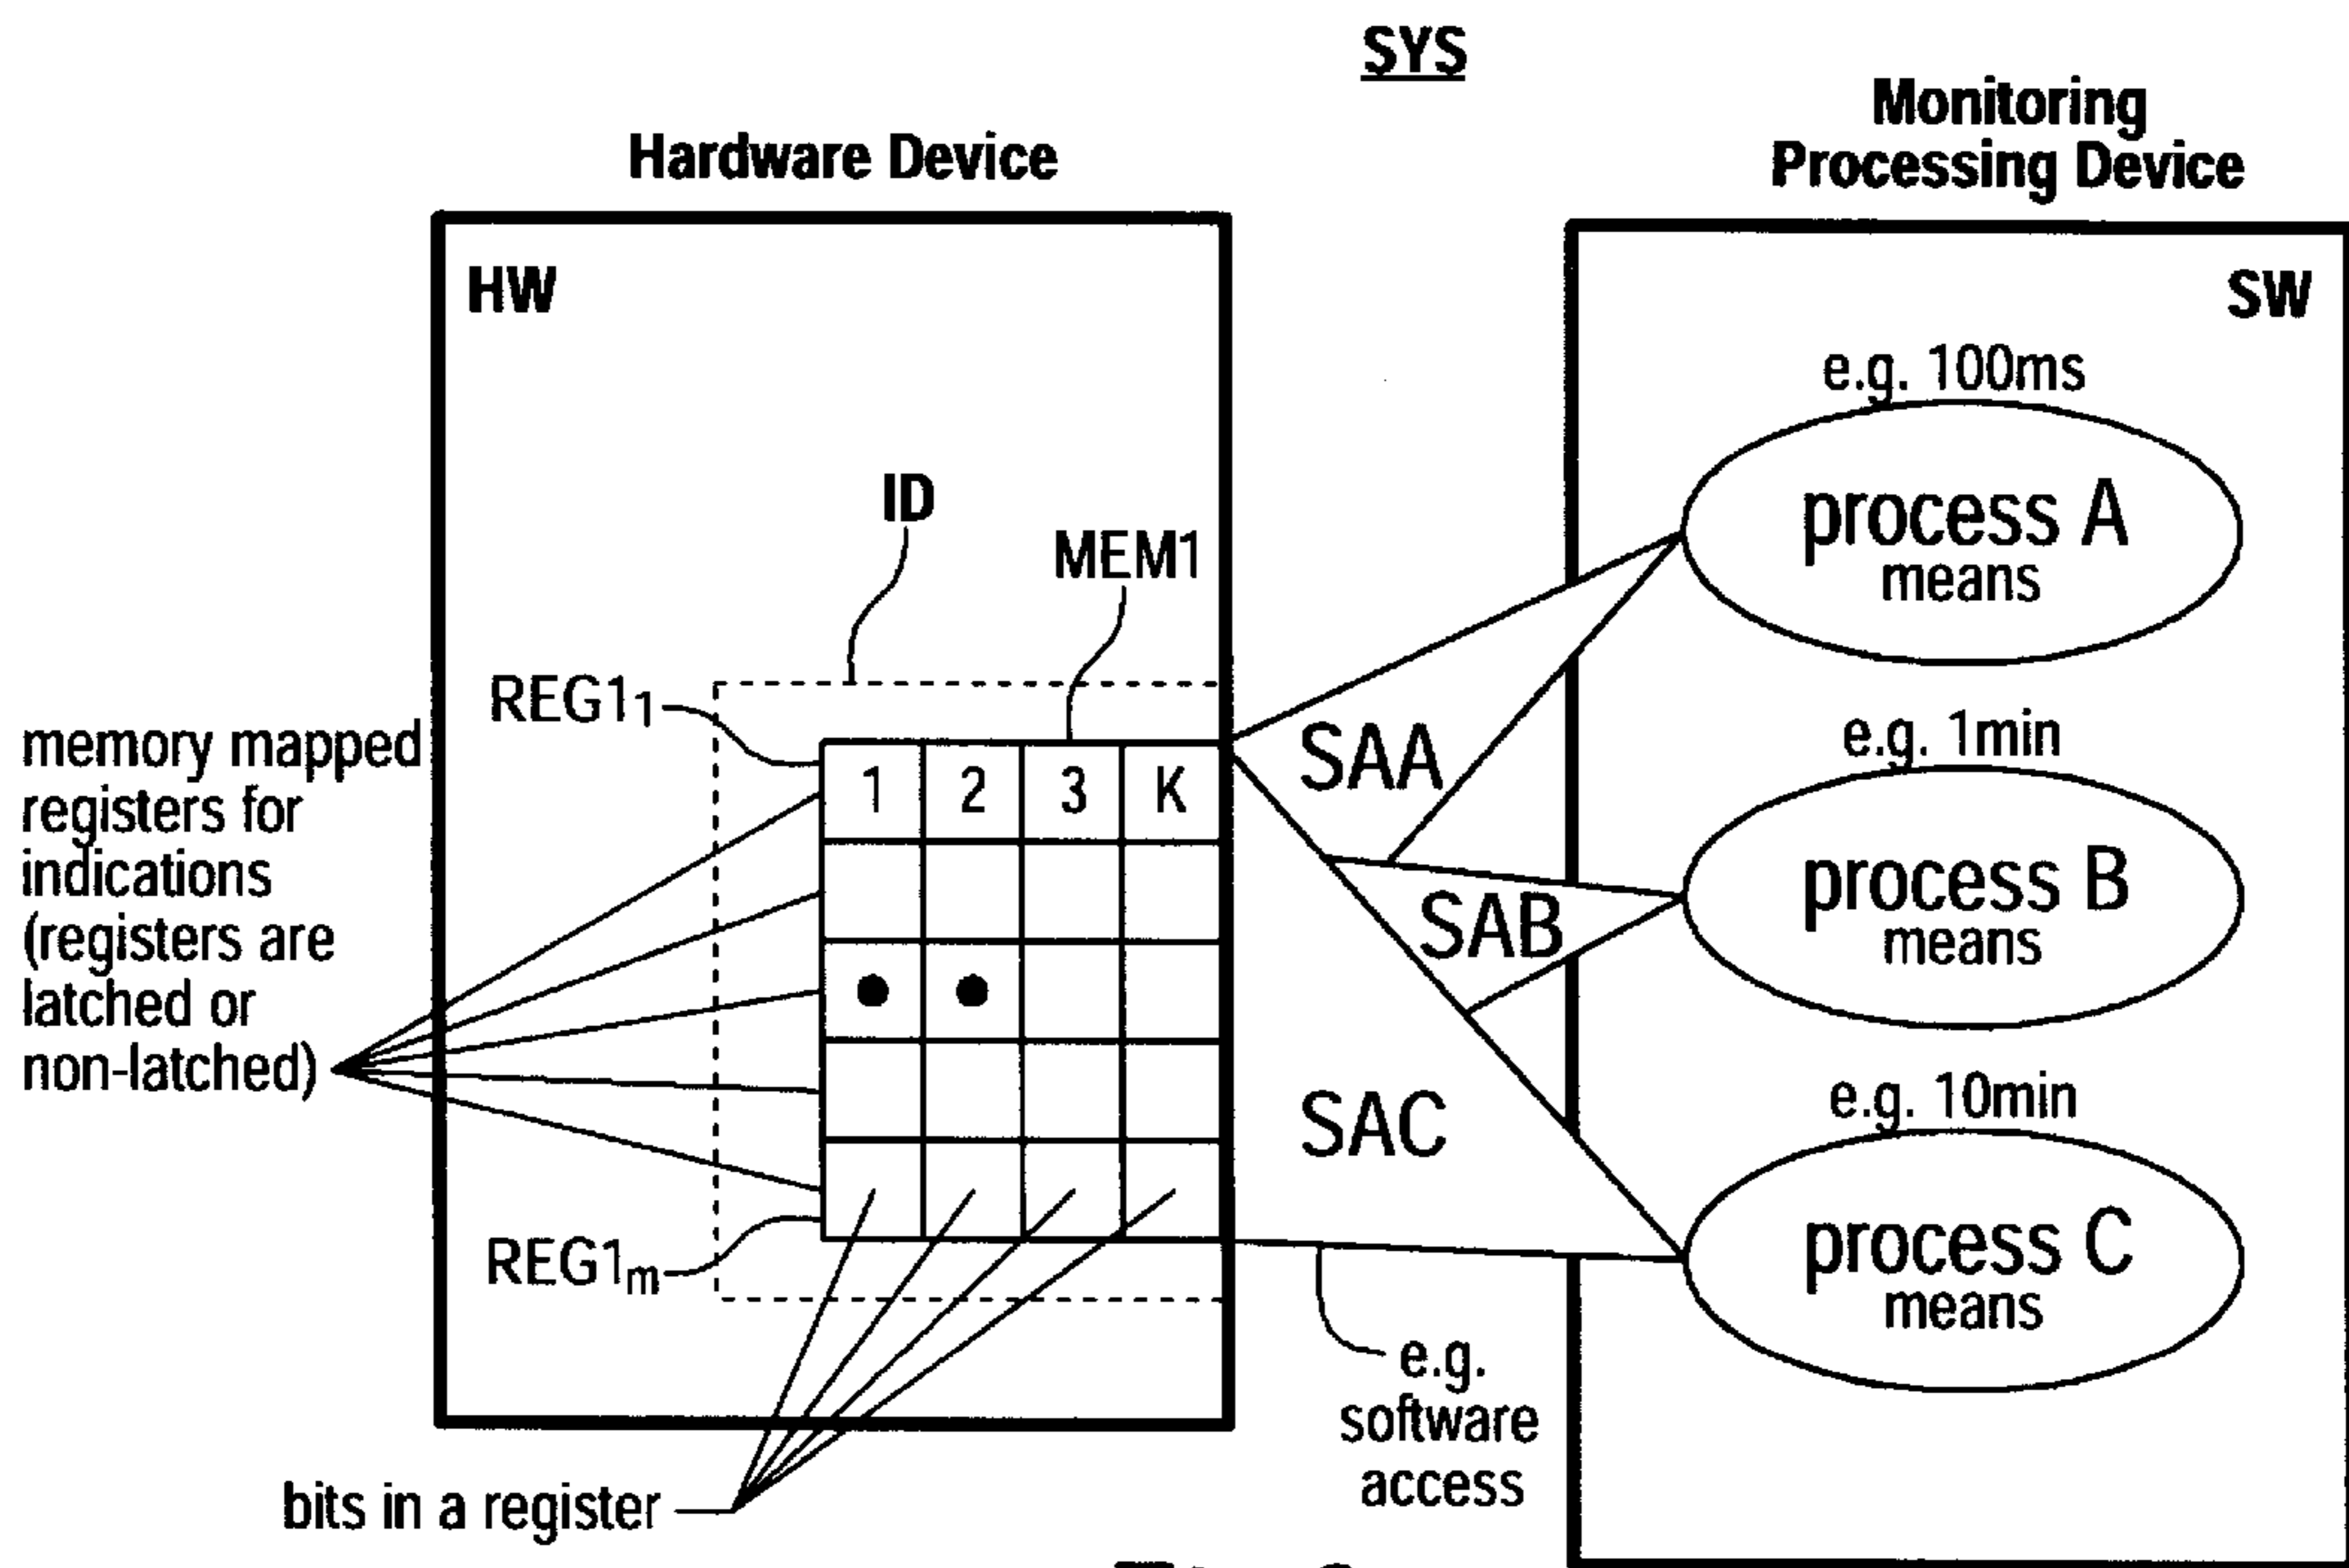 SYS
Hardware Device
Monitoring
Processing Device
HW
SW
e.g. 100ms
process A
means
ID
MEM1
REG1₁
memory mapped
registers for
indications
(registers are
latched or
non-latched)
1 2 3 K
SAA
e.g. 1min
process B
means
SAB
SAC
e.g. 10min
process C
means
REG1ₘ
e.g.
software
access
bits in a register